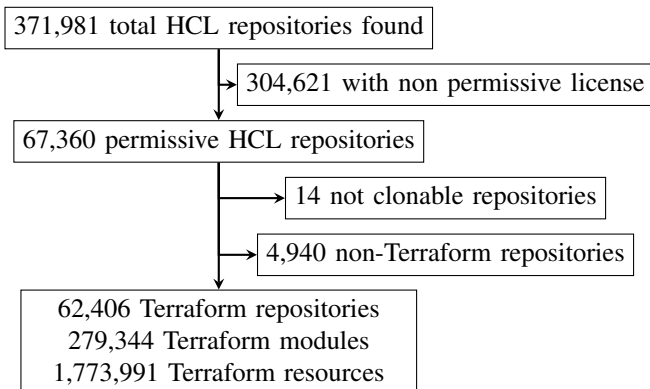 371,981 total HCL repositories found
304,621 with non permissive license
67,360 permissive HCL repositories
14 not clonable repositories
4,940 non-Terraform repositories
62,406 Terraform repositories
279,344 Terraform modules
1,773,991 Terraform resources